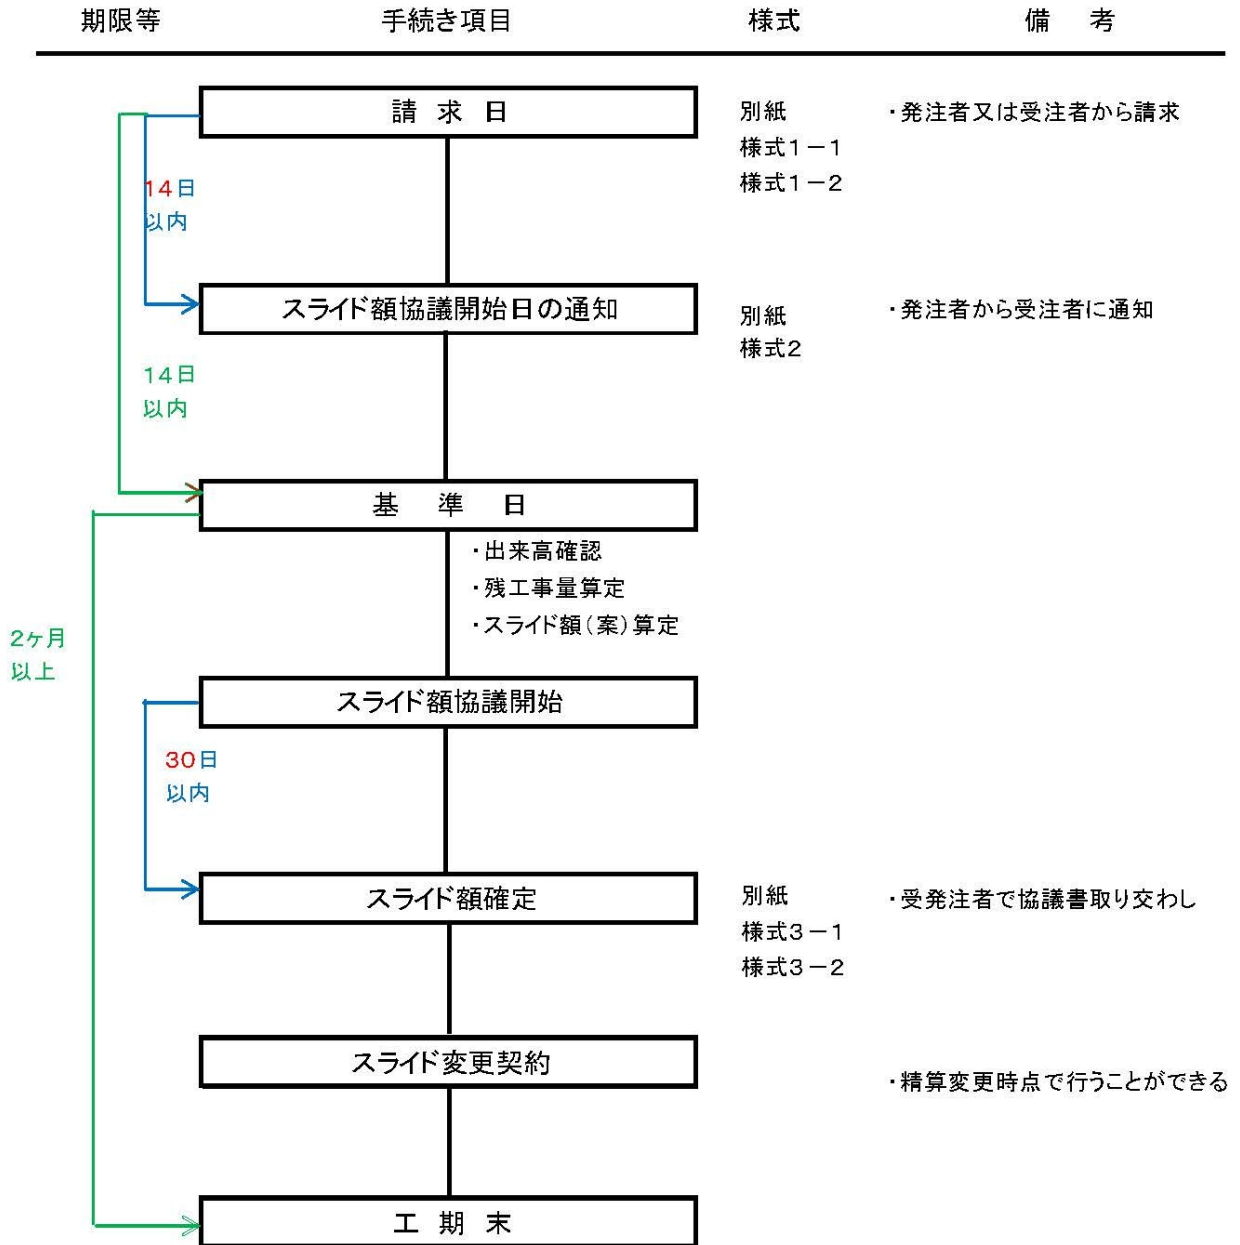 期限等 手続き項目 様式 備 考
請 求 日
別紙
様式1-1
様式1-2
・発注者又は受注者から請求
14日
以内
スライド額協議開始日の通知
別紙
様式2
・発注者から受注者に通知
14日
以内
基 準 日
・出来高確認
・残工事量算定
・スライド額(案)算定
2ヶ月
以上
スライド額協議開始
30日
以内
スライド額確定
別紙
様式3-1
様式3-2
・受発注者で協議書取り交わし
スライド変更契約
・精算変更時点で行うことができる
工 期 末